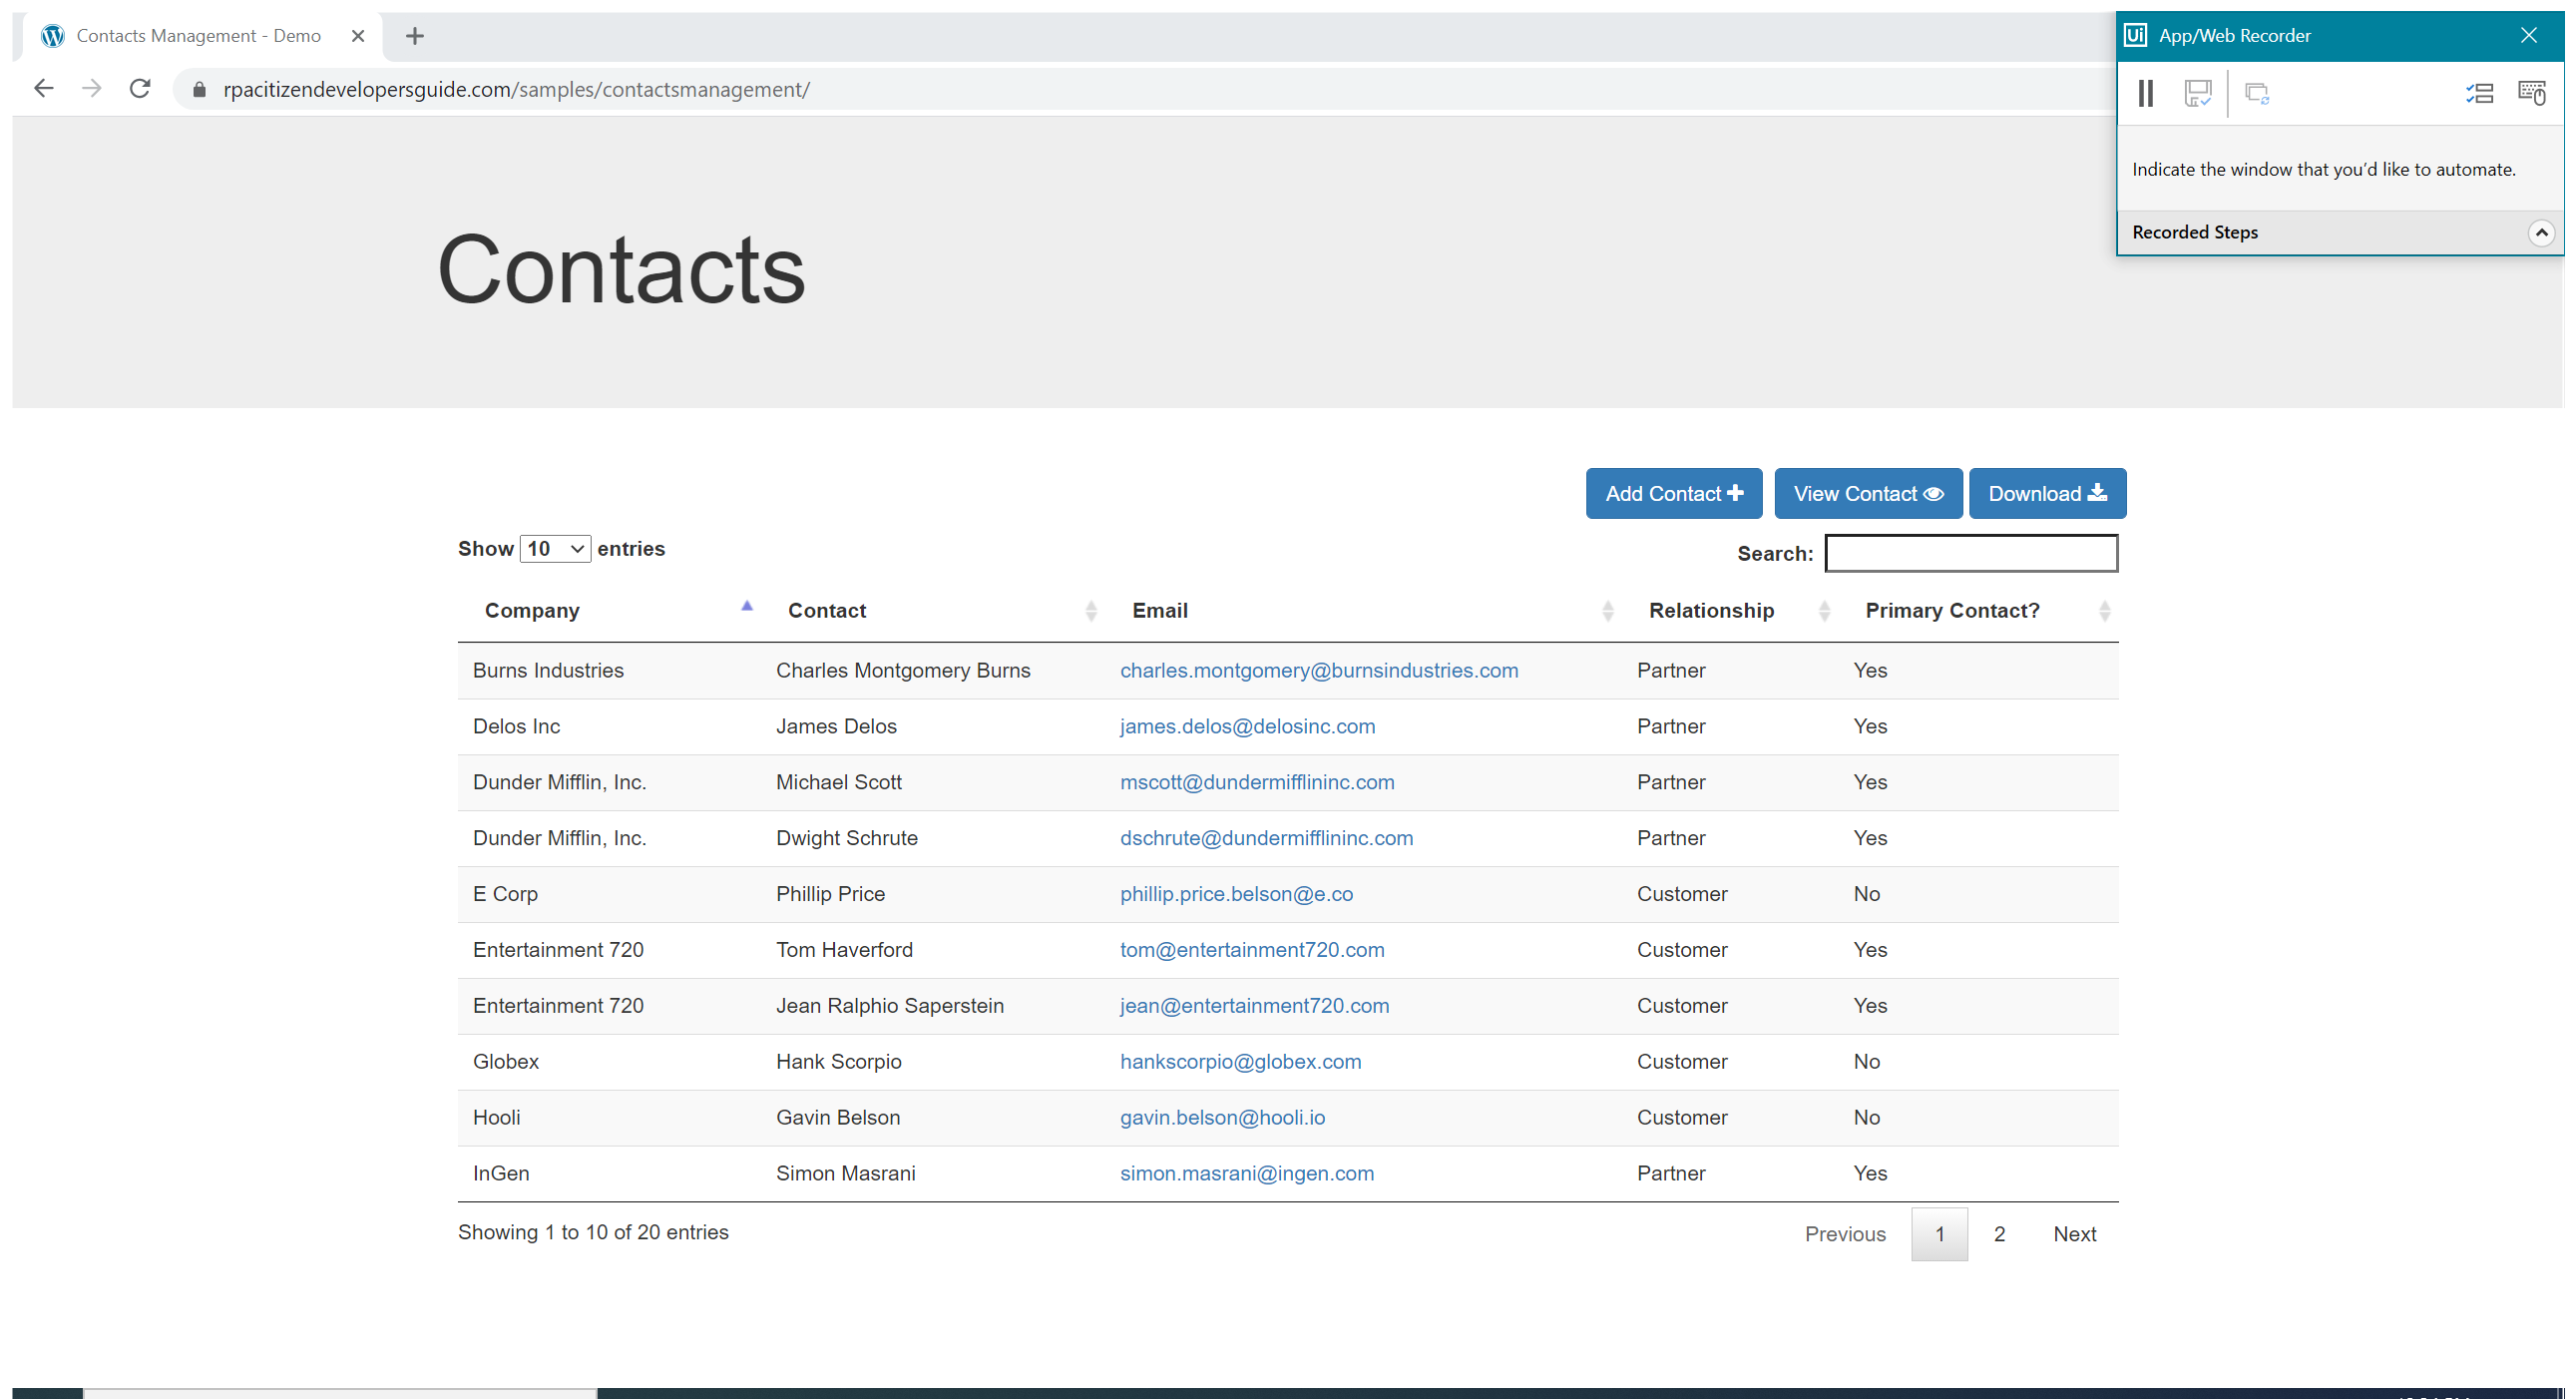 Contacts Management - Demo
Ui App/Web Recorder
rpacitizendevelopersguide.com/samples/contactsmanagement/
Indicate the window that you'd like to automate.
Recorded Steps
Contacts
Add Contact View Contact Download
Show 10 entries Search:
Company Contact Email Relationship Primary Contact?
Burns Industries Charles Montgomery Burns charles.montgomery@burnsindustries.com Partner Yes
Delos Inc James Delos james.delos@delosinc.com Partner Yes
Dunder Mifflin, Inc. Michael Scott mscott@dundermifflininc.com Partner Yes
Dunder Mifflin, Inc. Dwight Schrute dschrute@dundermifflininc.com Partner Yes
E Corp Phillip Price phillip.price.belson@e.co Customer No
Entertainment 720 Tom Haverford tom@entertainment720.com Customer Yes
Entertainment 720 Jean Ralphio Saperstein jean@entertainment720.com Customer Yes
Globex Hank Scorpio hankscorpio@globex.com Customer No
Hooli Gavin Belson gavin.belson@hooli.io Customer No
InGen Simon Masrani simon.masrani@ingen.com Partner Yes
Showing 1 to 10 of 20 entries Previous 1 2 Next